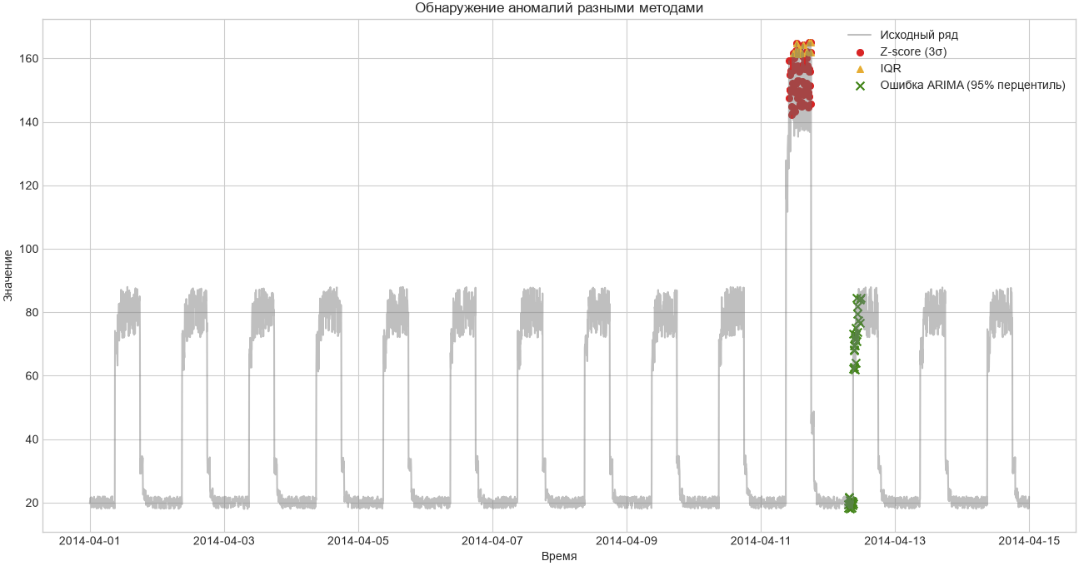 Обнаружение аномалий разными методами
Исходный ряд
Z-score (3σ)
IQR
Ошибка ARIMA (95% перцентиль)
Значение
160
140
120
100
80
60
40
20
2014-04-01
2014-04-03
2014-04-05
2014-04-07
2014-04-09
2014-04-11
2014-04-13
2014-04-15
Время